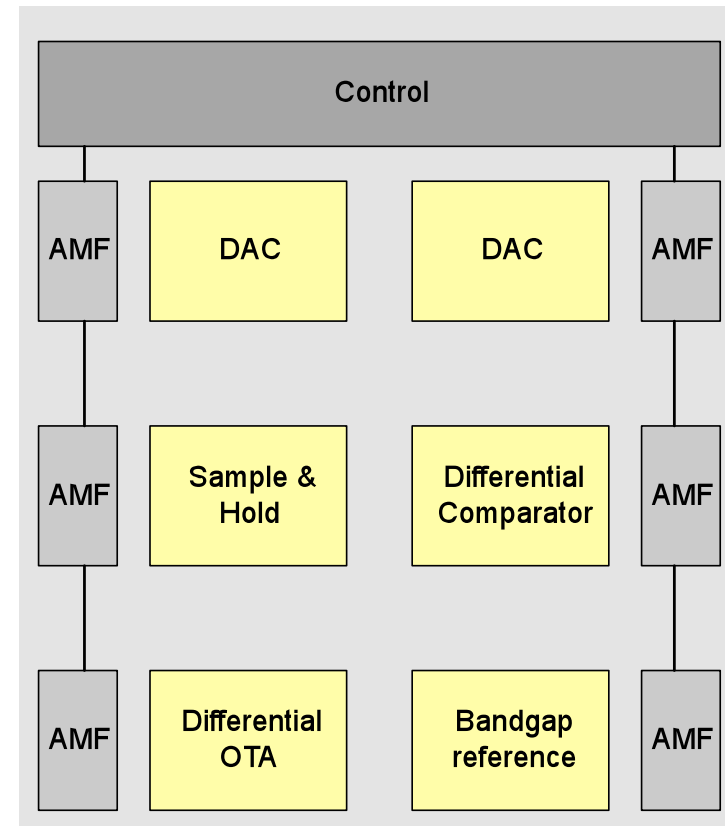 Control
AMF
DAC
DAC
AMF
AMF
Sample &
Hold
Differential
Comparator
AMF
AMF
Differential
OTA
Bandgap
reference
AMF